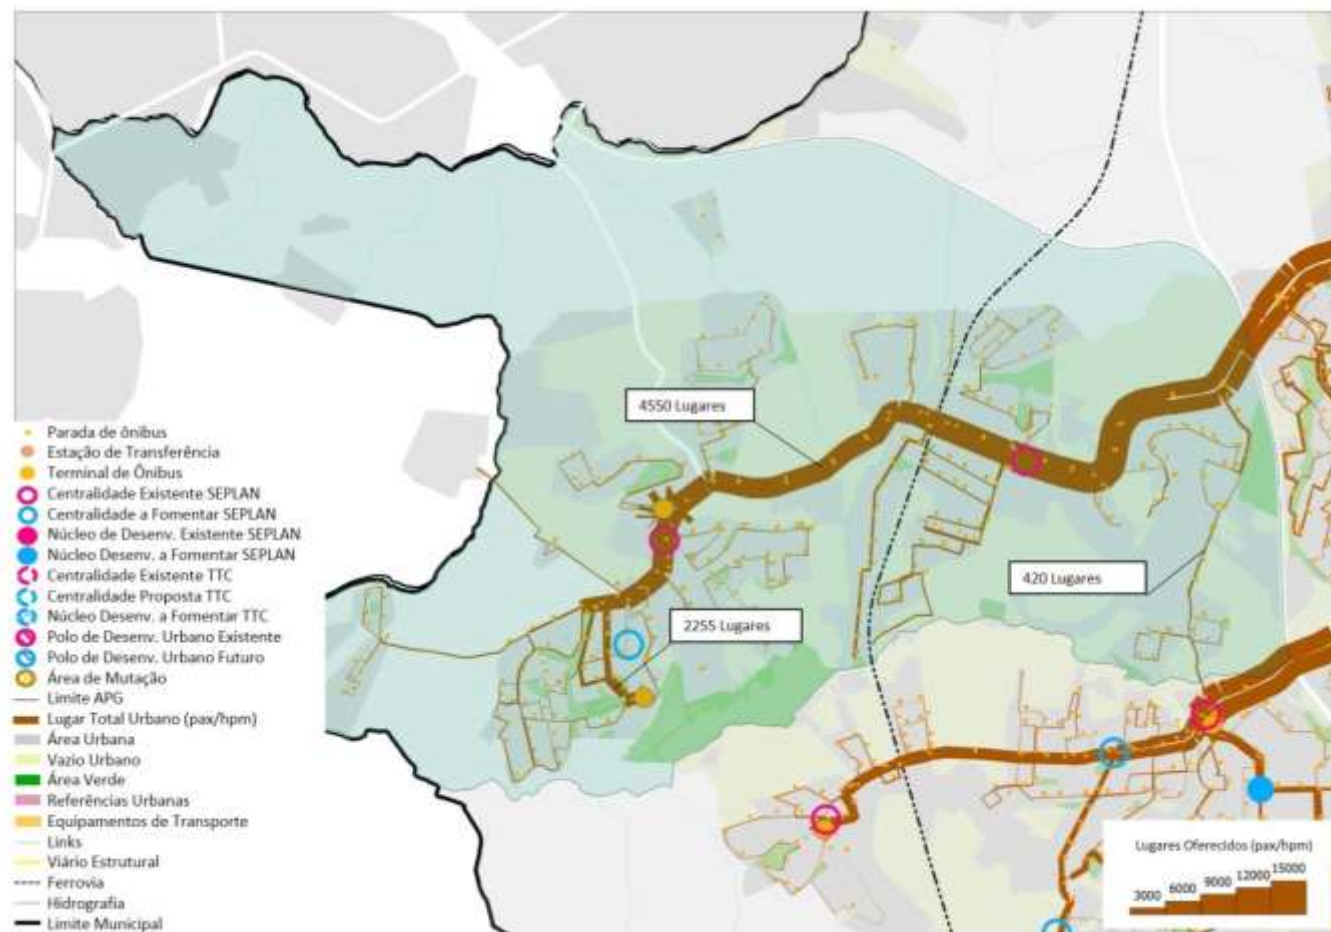 4550 Lugares
420 Lugares
2255 Lugares
Parada de ônibus
Estação de Transferência
Terminal de Ônibus
Centralidade Existente SEPLAN
Centralidade a Fomentar SEPLAN
Núcleo de Desenv. Existente SEPLAN
Núcleo Desenv. a Fomentar SEPLAN
Centralidade Existente TTC
Centralidade Proposta TTC
Núcleo Desenv. a Fomentar TTC
Polo de Desenv. Urbano Existente
Polo de Desenv. Urbano Futuro
Área de Mutação
Limite APG
Lugar Total Urbano (pax/hpm)
Área Urbana
Vazio Urbano
Área Verde
Referências Urbanas
Equipamentos de Transporte
Links
Viário Estrutural
Ferrovia
Hidrografia
Limite Municipal
Lugares Oferecidos (pax/hpm)
3000 6000 9000 12000 15000